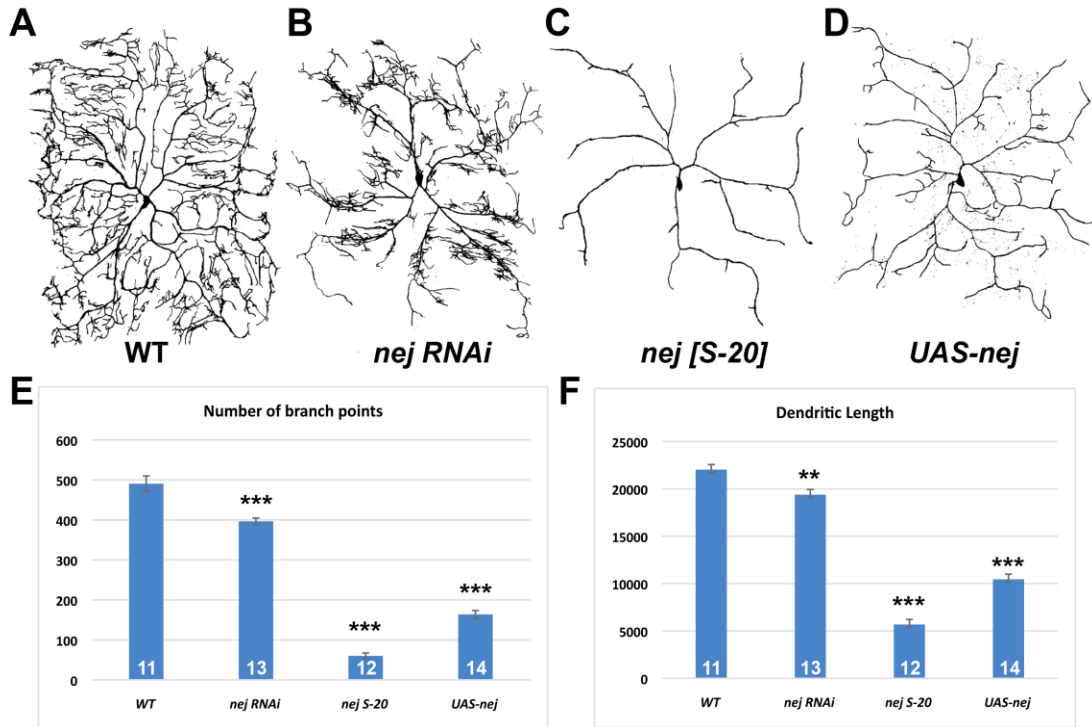 A
B
C
D
WT
nej RNAi
nej [S-20]
UAS-nej
E
Number of branch points
600
500
400
300
200
100
0
***
***
***
11
13
12
14
WT
nej RNAi
nej S-20
UAS-nej
F
Dendritic Length
25000
20000
15000
10000
5000
0
**
***
***
11
13
12
14
WT
nej RNAi
nej S-20
UAS-nej